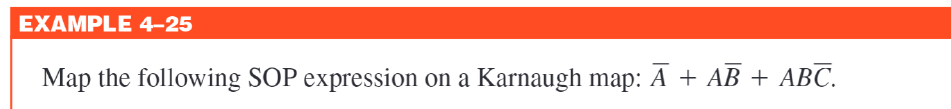 EXAMPLE 4–25
Map the following SOP expression on a Karnaugh map: A̅ + AB̅ + ABC̅.